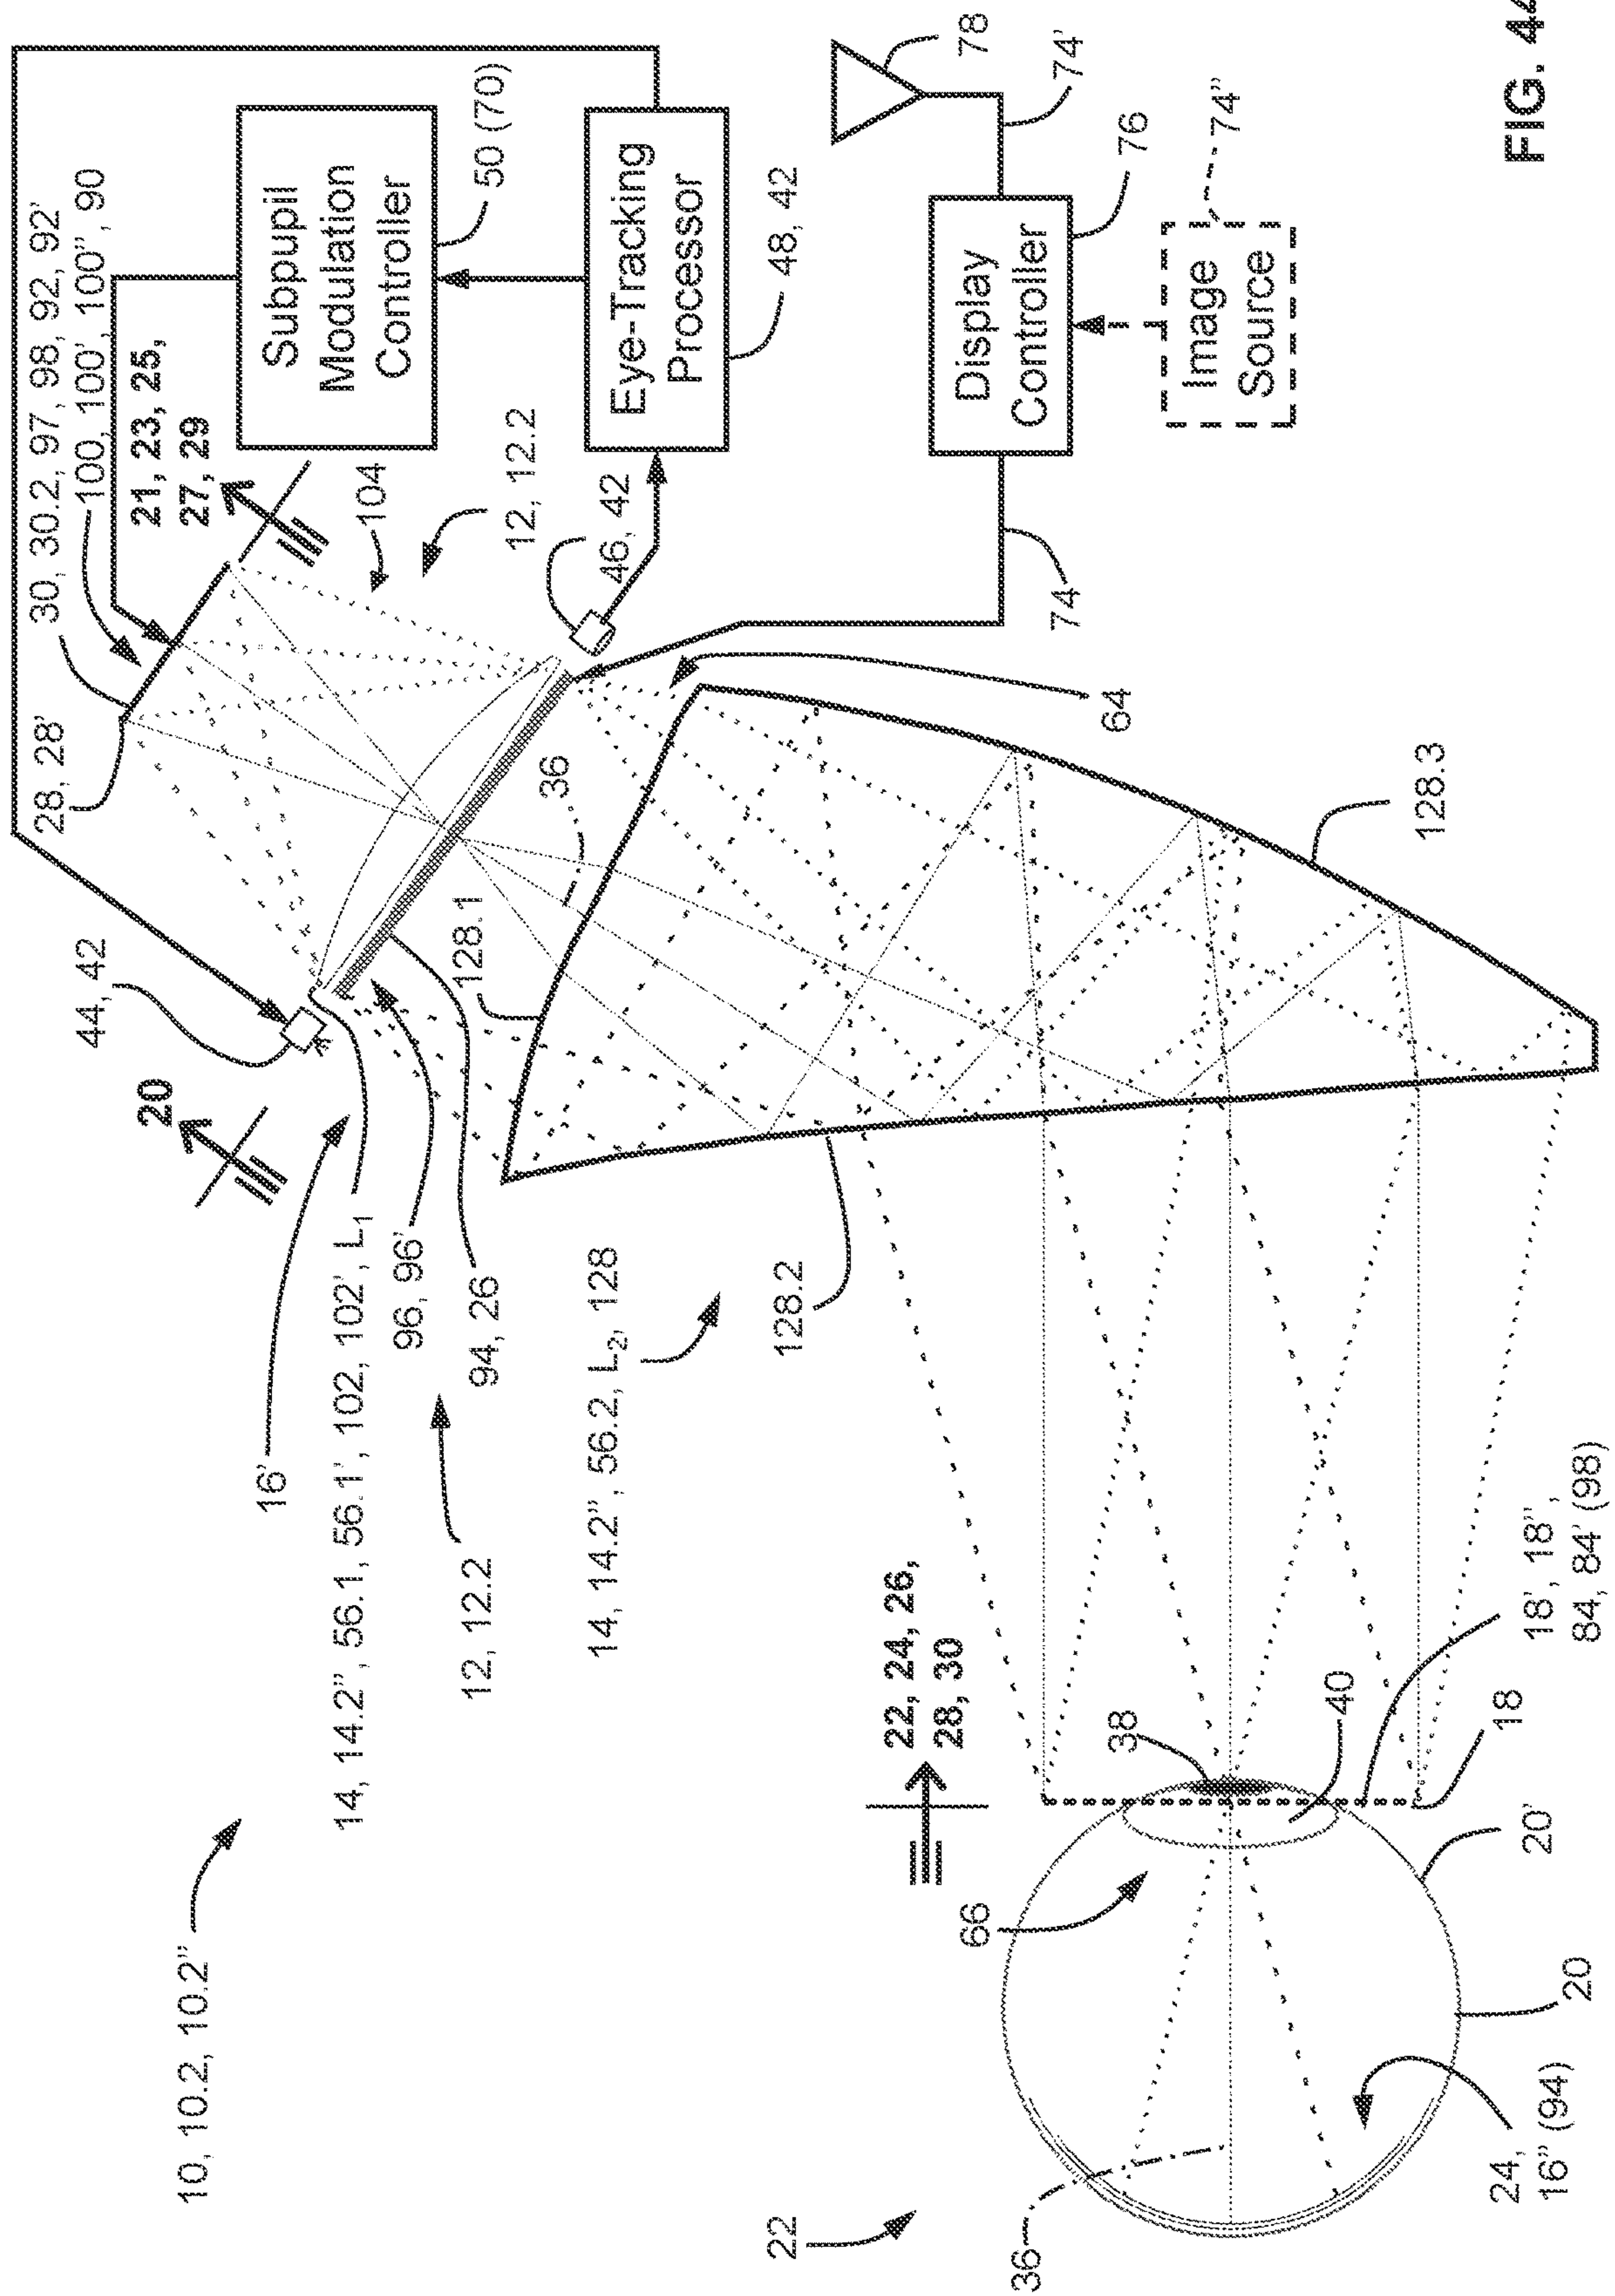 28, 28'
30, 30.2, 97, 98, 92, 92'
100, 100', 100", 90
44, 42
20
21, 23, 25,
27, 29
Subpupil
Modulation
Controller
50 (70)
10, 10.2, 10.2"
16'
14, 14.2", 56.1, 56.1', 102, 102', L1
104
96, 96'
12, 12.2
94, 26
128.1
36
12, 12.2
46, 42
Eye-Tracking
Processor
48, 42
14, 14.2", 56.2, L2, 128
22
128.2
22, 24, 26,
28, 30
66
78
74'
Display
Controller
76
74
36
38
64
40
Image
Source
74"
128.3
24,
16" (94)
18
20'
20
18', 18",
84, 84' (98)
FIG. 44